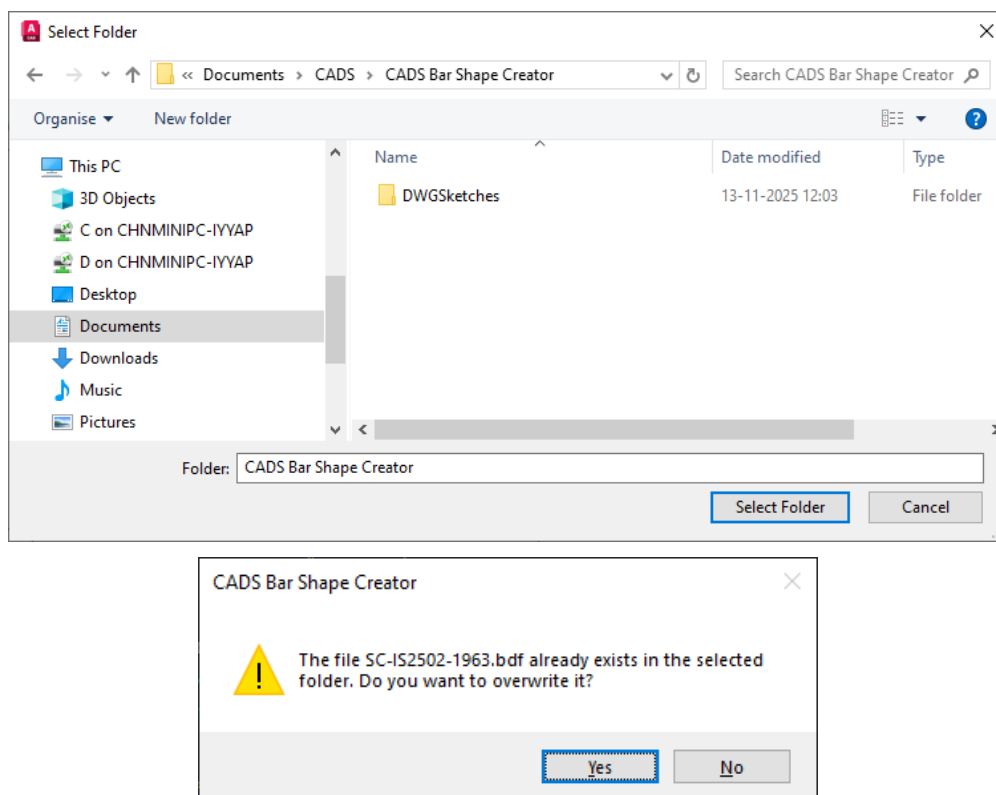 Select Folder
« Documents › CADS › CADS Bar Shape Creator
Search CADS Bar Shape Creator
Organise New folder
Name Date modified Type
This PC
3D Objects
C on CHNMINIPC-IYYAP
D on CHNMINIPC-IYYAP
Desktop
Documents
Downloads
Music
Pictures
DWGSketches 13-11-2025 12:03 File folder
Folder: CADS Bar Shape Creator
Select Folder Cancel
CADS Bar Shape Creator
The file SC-IS2502-1963.bdf already exists in the selected
folder. Do you want to overwrite it?
Yes No